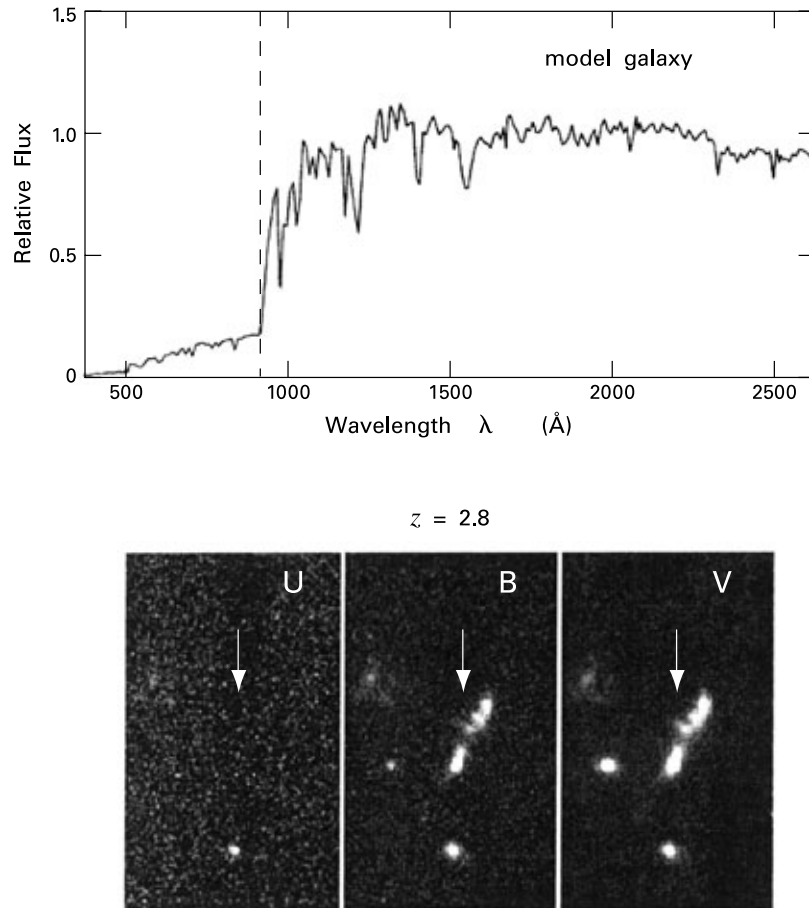 1.5
model galaxy
1.0
Relative Flux
0.5
0
500 1000 1500 2000 2500
Wavelength λ (Å)
z = 2.8
U B V